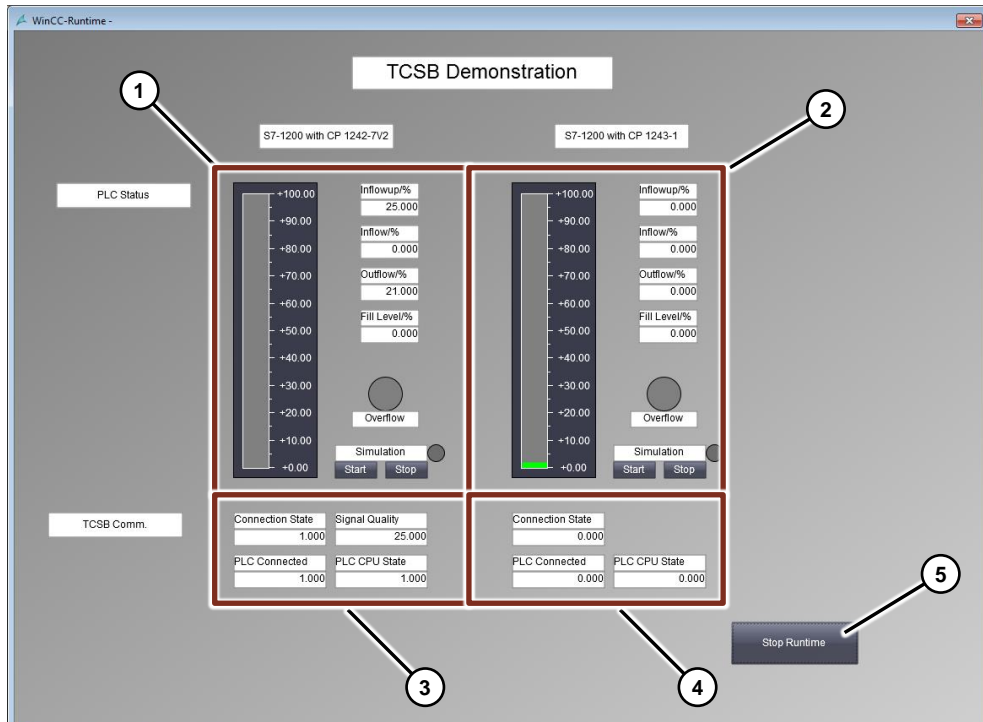 WinCC-Runtime -
TCSB Demonstration
1
2
S7-1200 with CP 1242-7V2
S7-1200 with CP 1243-1
PLC Status
+100.00
+90.00
+80.00
+70.00
+60.00
+50.00
+40.00
+30.00
+20.00
+10.00
+0.00
Inflowup/%
25.000
Inflow/%
0.000
Outflow/%
21.000
Fill Level/%
0.000
Overflow
Simulation
Start Stop
+100.00
+90.00
+80.00
+70.00
+60.00
+50.00
+40.00
+30.00
+20.00
+10.00
+0.00
Inflowup/%
0.000
Inflow/%
0.000
Outflow/%
0.000
Fill Level/%
0.000
Overflow
Simulation
Start Stop
TCSB Comm.
Connection State Signal Quality
1.000 25.000
PLC Connected PLC CPU State
1.000 1.000
Connection State
0.000
PLC Connected PLC CPU State
0.000 0.000
5
Stop Runtime
3
4